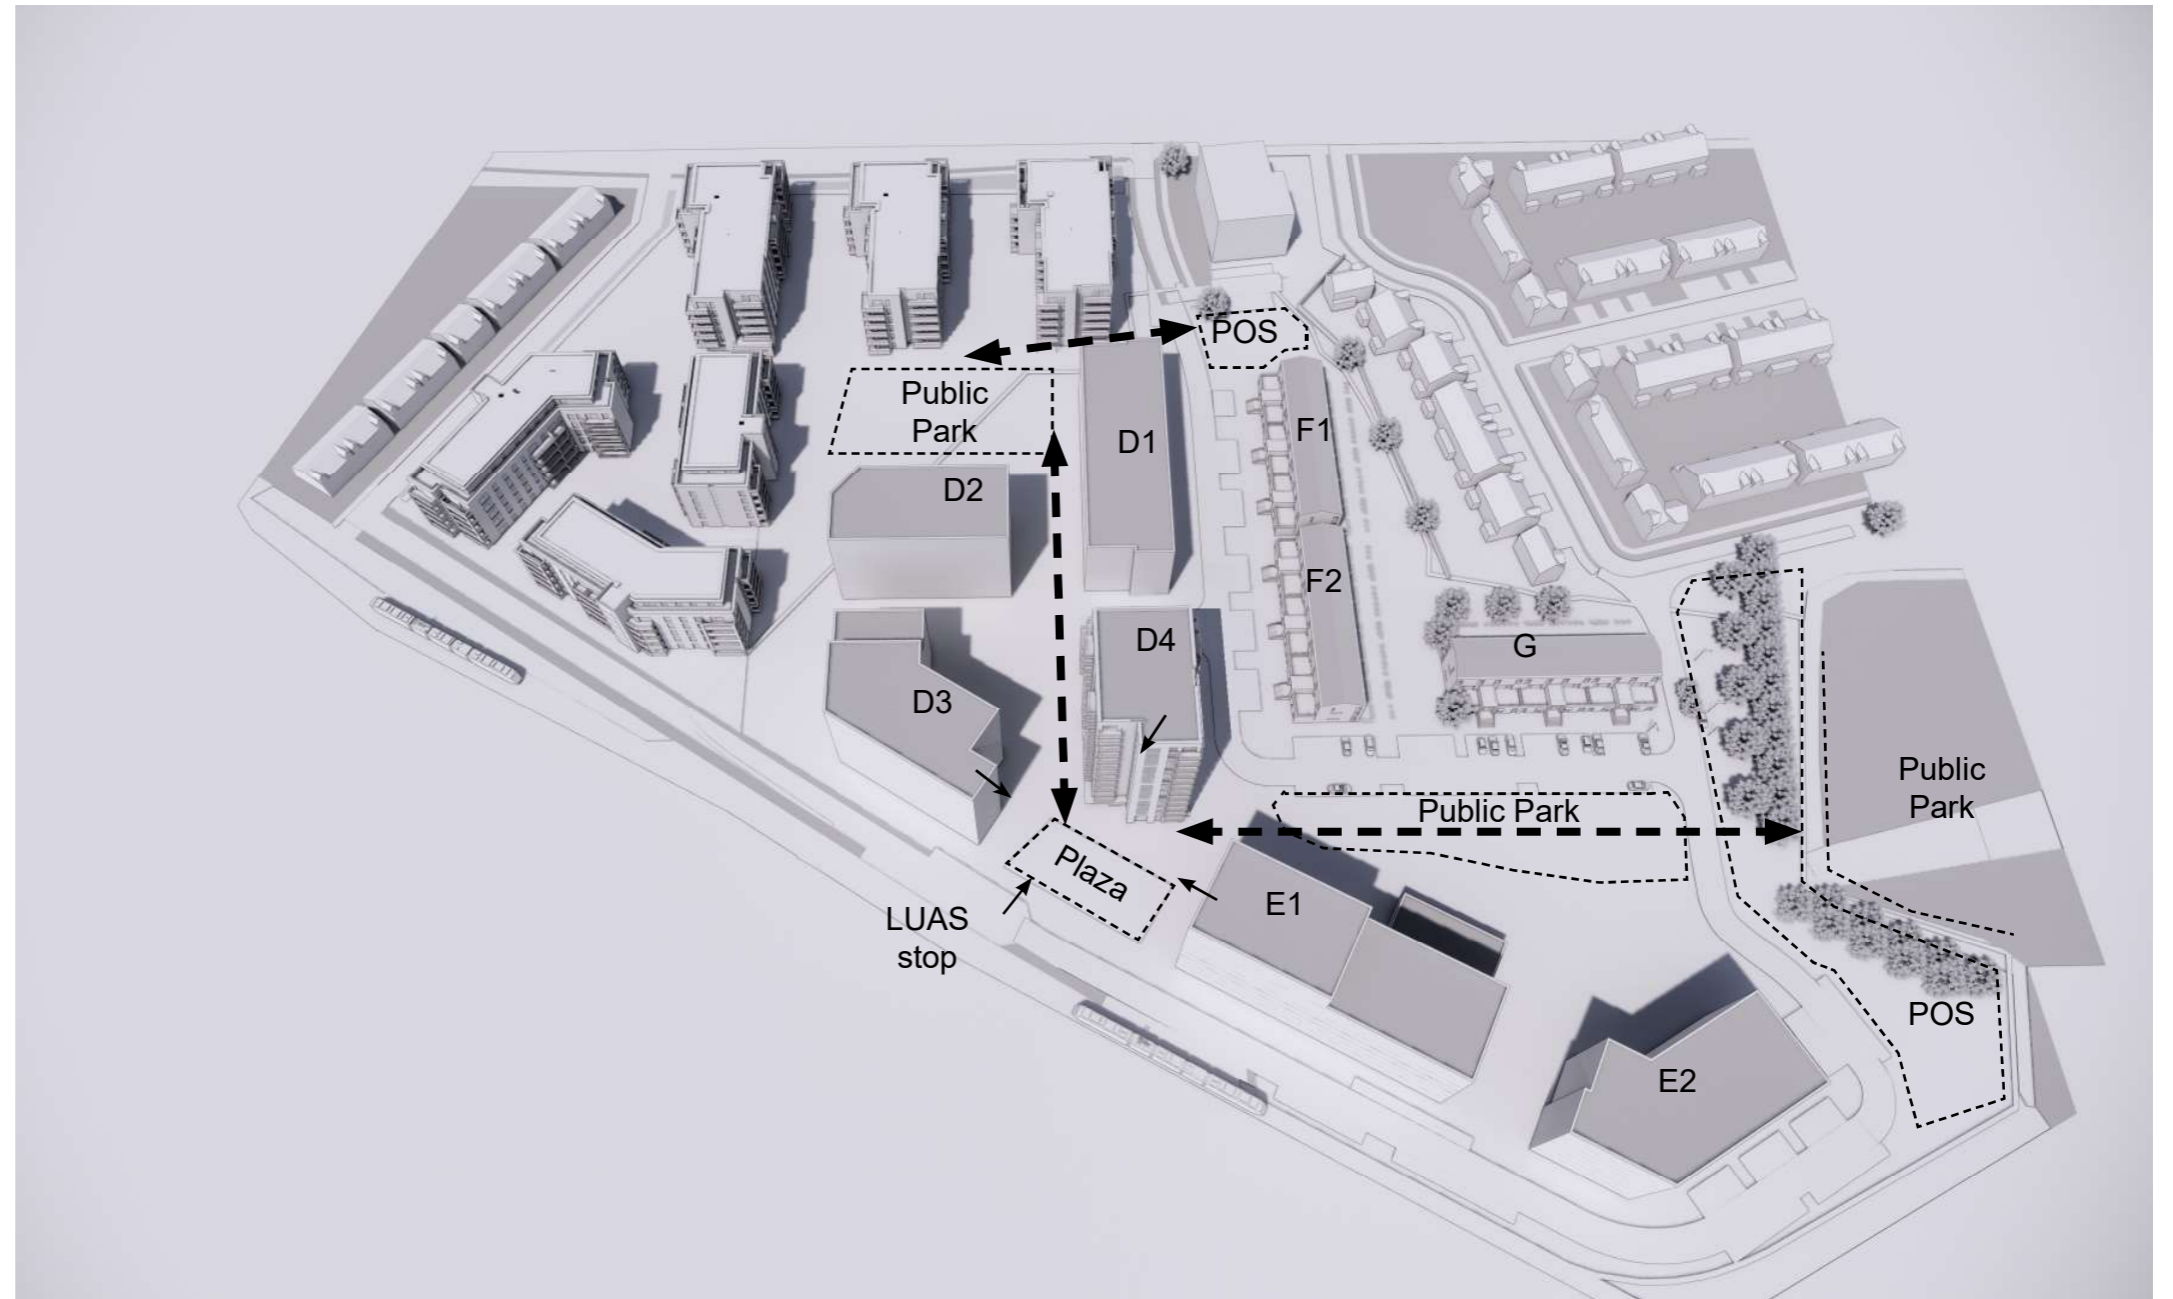 POS
Public
Park
D1
F1
D2
F2
D4
G
D3
Public
Park
Public Park
Plaza
E1
LUAS
stop
POS
E2